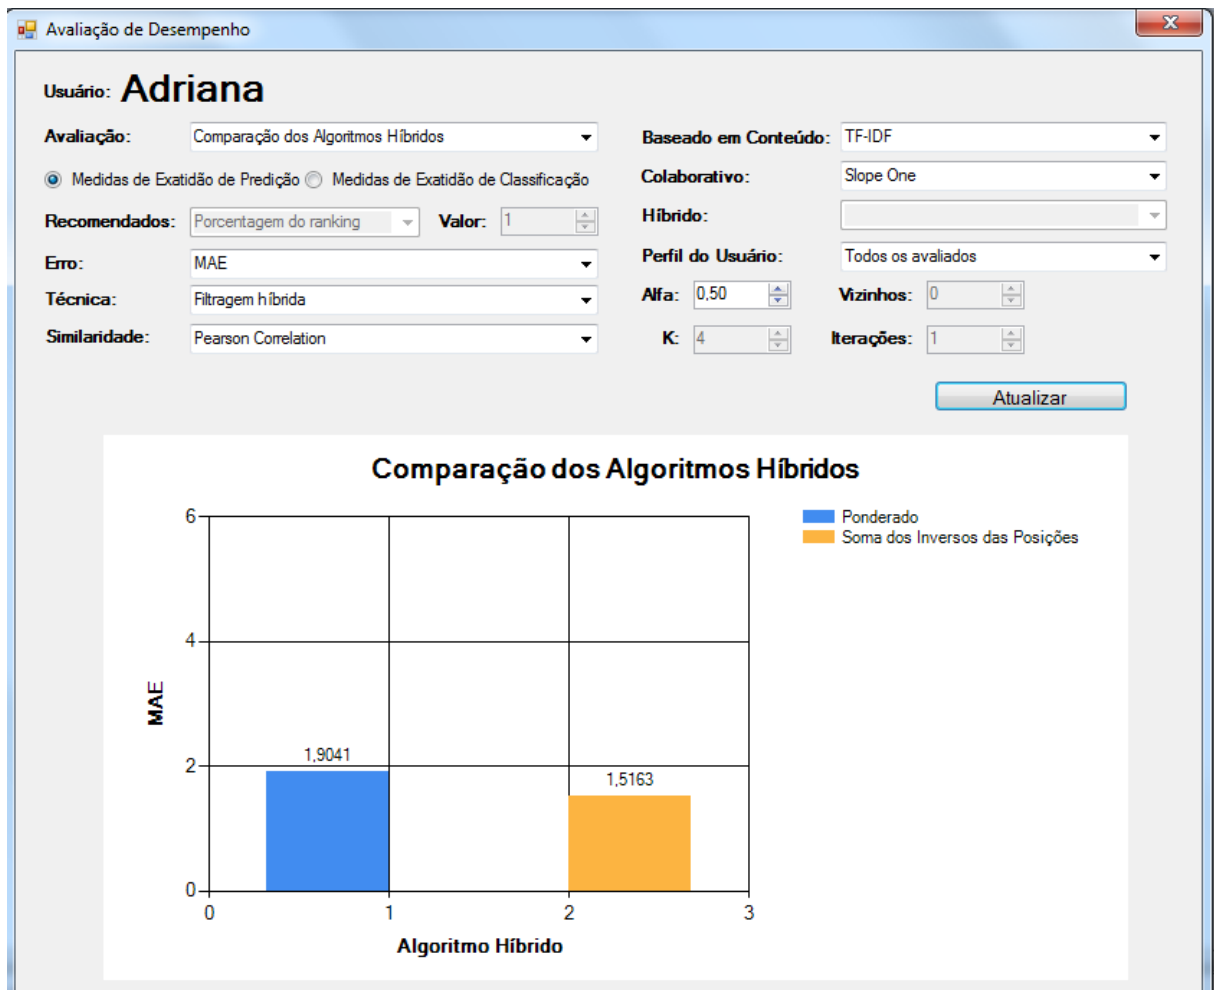 Avaliação de Desempenho
Usuário: Adriana
Avaliação: Comparação dos Algoritmos Híbridos
Medidas de Exatidão de Predição Medidas de Exatidão de Classificação
Recomendados: Porcentagem do ranking Valor: 1
Erro: MAE
Técnica: Filtragem híbrida
Similaridade: Pearson Correlation
Baseado em Conteúdo: TF-IDF
Colaborativo: Slope One
Híbrido:
Perfil do Usuário: Todos os avaliados
Alfa: 0,50 Vizinhos: 0
K: 4 Iterações: 1
Atualizar
Comparação dos Algoritmos Híbridos
Ponderado
Soma dos Inversos das Posições
6
4
2
0
MAE
1,9041
1,5163
0 1 2 3
Algoritmo Híbrido